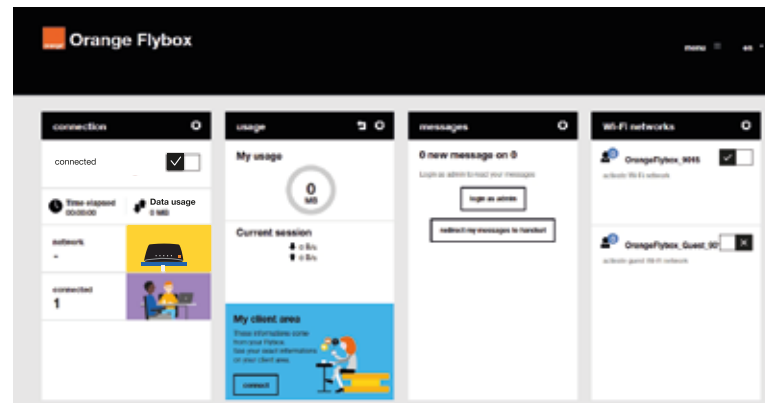 orange
Orange Flybox
menu
en
connection
connected
Time elapsed
00:00:00
Data usage
0 MB
network
-
connected
1
usage
My usage
0
MB
Current session
0 B/s
0 B/s
My client area
These informations come
from your Flybox.
See your exact informations
on your client area.
connect
messages
0 new message on 0
Login as admin to read your messages
login as admin
redirect my messages to handset
Wi-Fi networks
OrangeFlybox_9015
activate Wi-Fi network
OrangeFlybox_Guest_90
activate guest Wi-Fi network